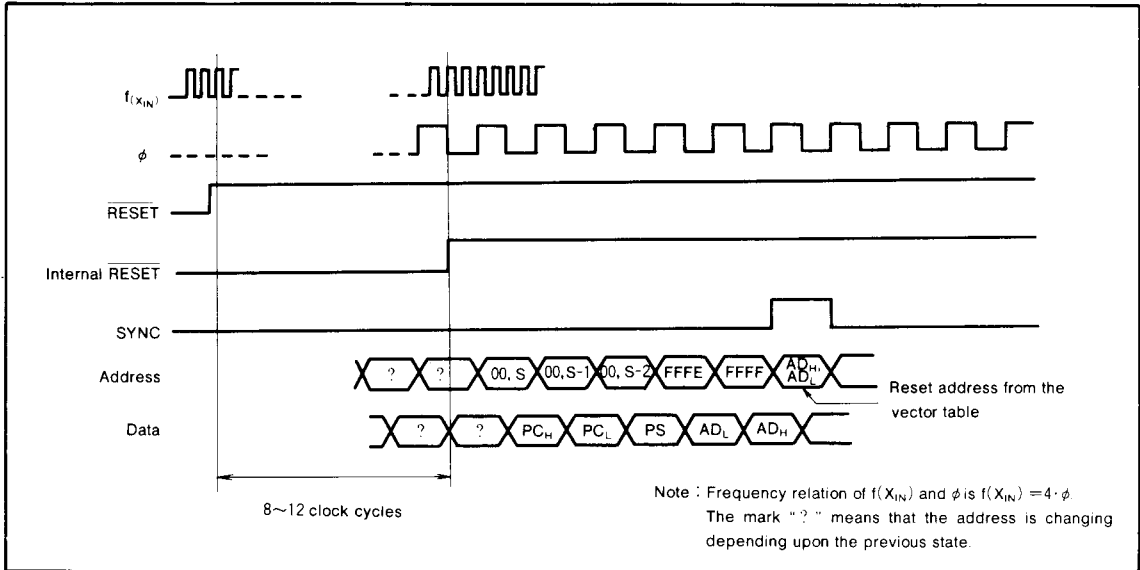 f(XIN)
ϕ
RESET
Internal RESET
SYNC
Address ? ? 00, S 00, S-1 00, S-2 FFFE FFFF ADH, ADL
Reset address from the
vector table
Data ? ? PCH PCL PS ADL ADH
8~12 clock cycles
Note : Frequency relation of f(XIN) and ϕ is f(XIN) =4·ϕ.
The mark "?" means that the address is changing
depending upon the previous state.